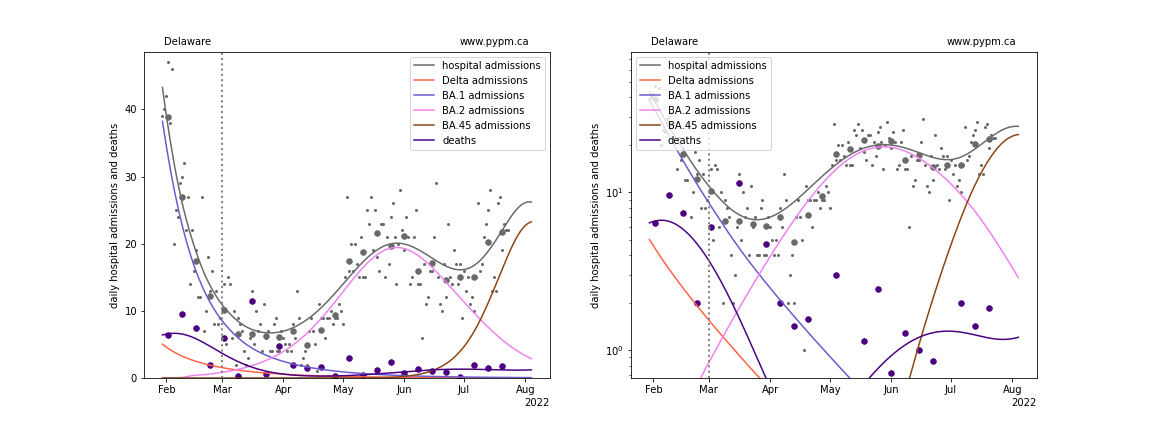 Delaware
www.pypm.ca
daily hospital admissions and deaths
40
30
20
10
0
hospital admissions
Delta admissions
BA.1 admissions
BA.2 admissions
BA.45 admissions
deaths
Feb Mar Apr May Jun Jul Aug
2022
Delaware
www.pypm.ca
daily hospital admissions and deaths
10¹
10⁰
hospital admissions
Delta admissions
BA.1 admissions
BA.2 admissions
BA.45 admissions
deaths
Feb Mar Apr May Jun Jul Aug
2022